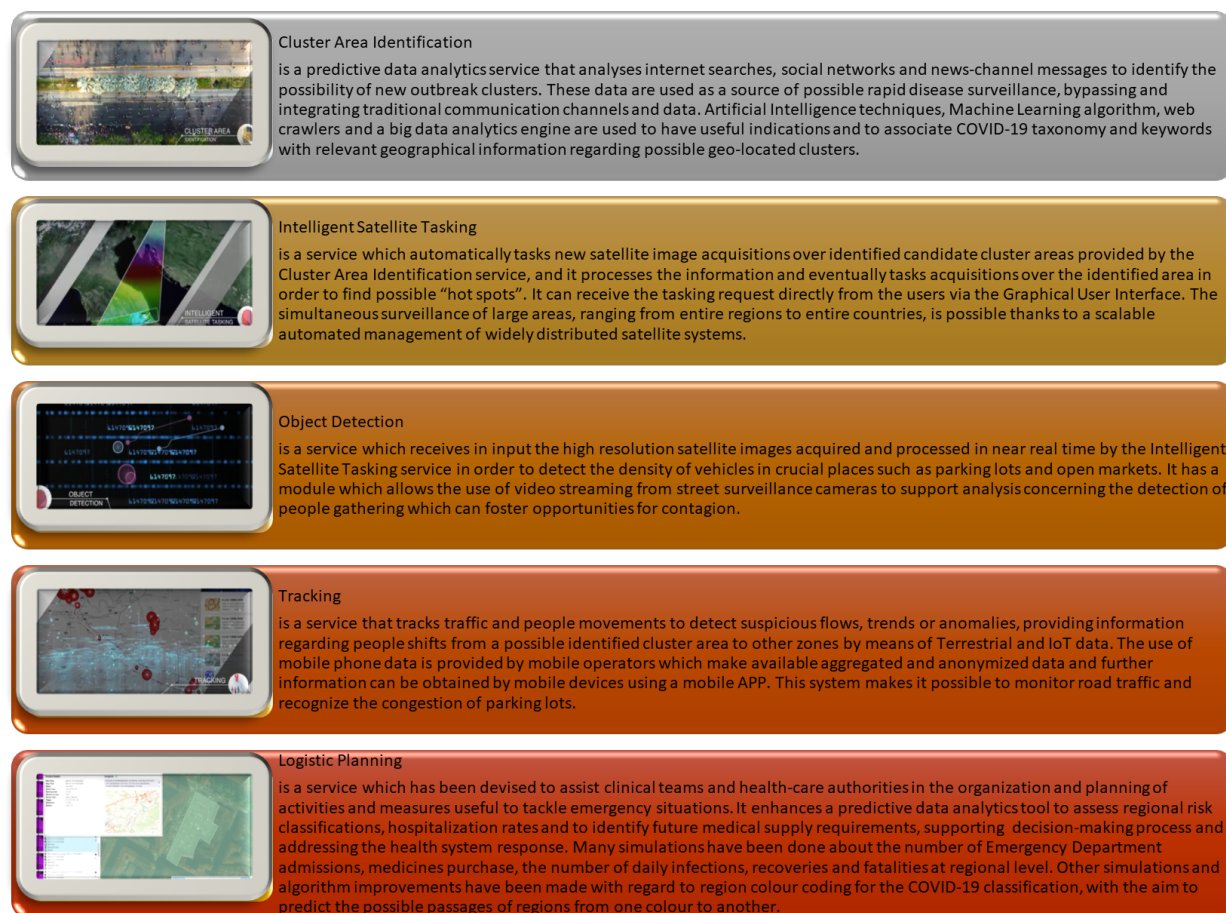 Cluster Area Identification
is a predictive data analytics service that analyses internet searches, social networks and news-channel messages to identify the
possibility of new outbreak clusters. These data are used as a source of possible rapid disease surveillance, bypassing and
integrating traditional communication channels and data. Artificial Intelligence techniques, Machine Learning algorithm, web
crawlers and a big data analytics engine are used to have useful indications and to associate COVID-19 taxonomy and keywords
with relevant geographical information regarding possible geo-located clusters.
CLUSTER AREA
IDENTIFICATION
Intelligent Satellite Tasking
is a service which automatically tasks new satellite image acquisitions over identified candidate cluster areas provided by the
Cluster Area Identification service, and it processes the information and eventually tasks acquisitions over the identified area in
order to find possible “hot spots”. It can receive the tasking request directly from the users via the Graphical User Interface. The
simultaneous surveillance of large areas, ranging from entire regions to entire countries, is possible thanks to a scalable
automated management of widely distributed satellite systems.
INTELLIGENT
SATELLITE TASKING
Object Detection
is a service which receives in input the high resolution satellite images acquired and processed in near real time by the Intelligent
Satellite Tasking service in order to detect the density of vehicles in crucial places such as parking lots and open markets. It has a
module which allows the use of video streaming from street surveillance cameras to support analysis concerning the detection of
people gathering which can foster opportunities for contagion.
OBJECT
DETECTION
Tracking
is a service that tracks traffic and people movements to detect suspicious flows, trends or anomalies, providing information
regarding people shifts from a possible identified cluster area to other zones by means of Terrestrial and IoT data. The use of
mobile phone data is provided by mobile operators which make available aggregated and anonymized data and further
information can be obtained by mobile devices using a mobile APP. This system makes it possible to monitor road traffic and
recognize the congestion of parking lots.
TRACKING
Logistic Planning
is a service which has been devised to assist clinical teams and health-care authorities in the organization and planning of
activities and measures useful to tackle emergency situations. It enhances a predictive data analytics tool to assess regional risk
classifications, hospitalization rates and to identify future medical supply requirements, supporting decision-making process and
addressing the health system response. Many simulations have been done about the number of Emergency Department
admissions, medicines purchase, the number of daily infections, recoveries and fatalities at regional level. Other simulations and
algorithm improvements have been made with regard to region colour coding for the COVID-19 classification, with the aim to
predict the possible passages of regions from one colour to another.